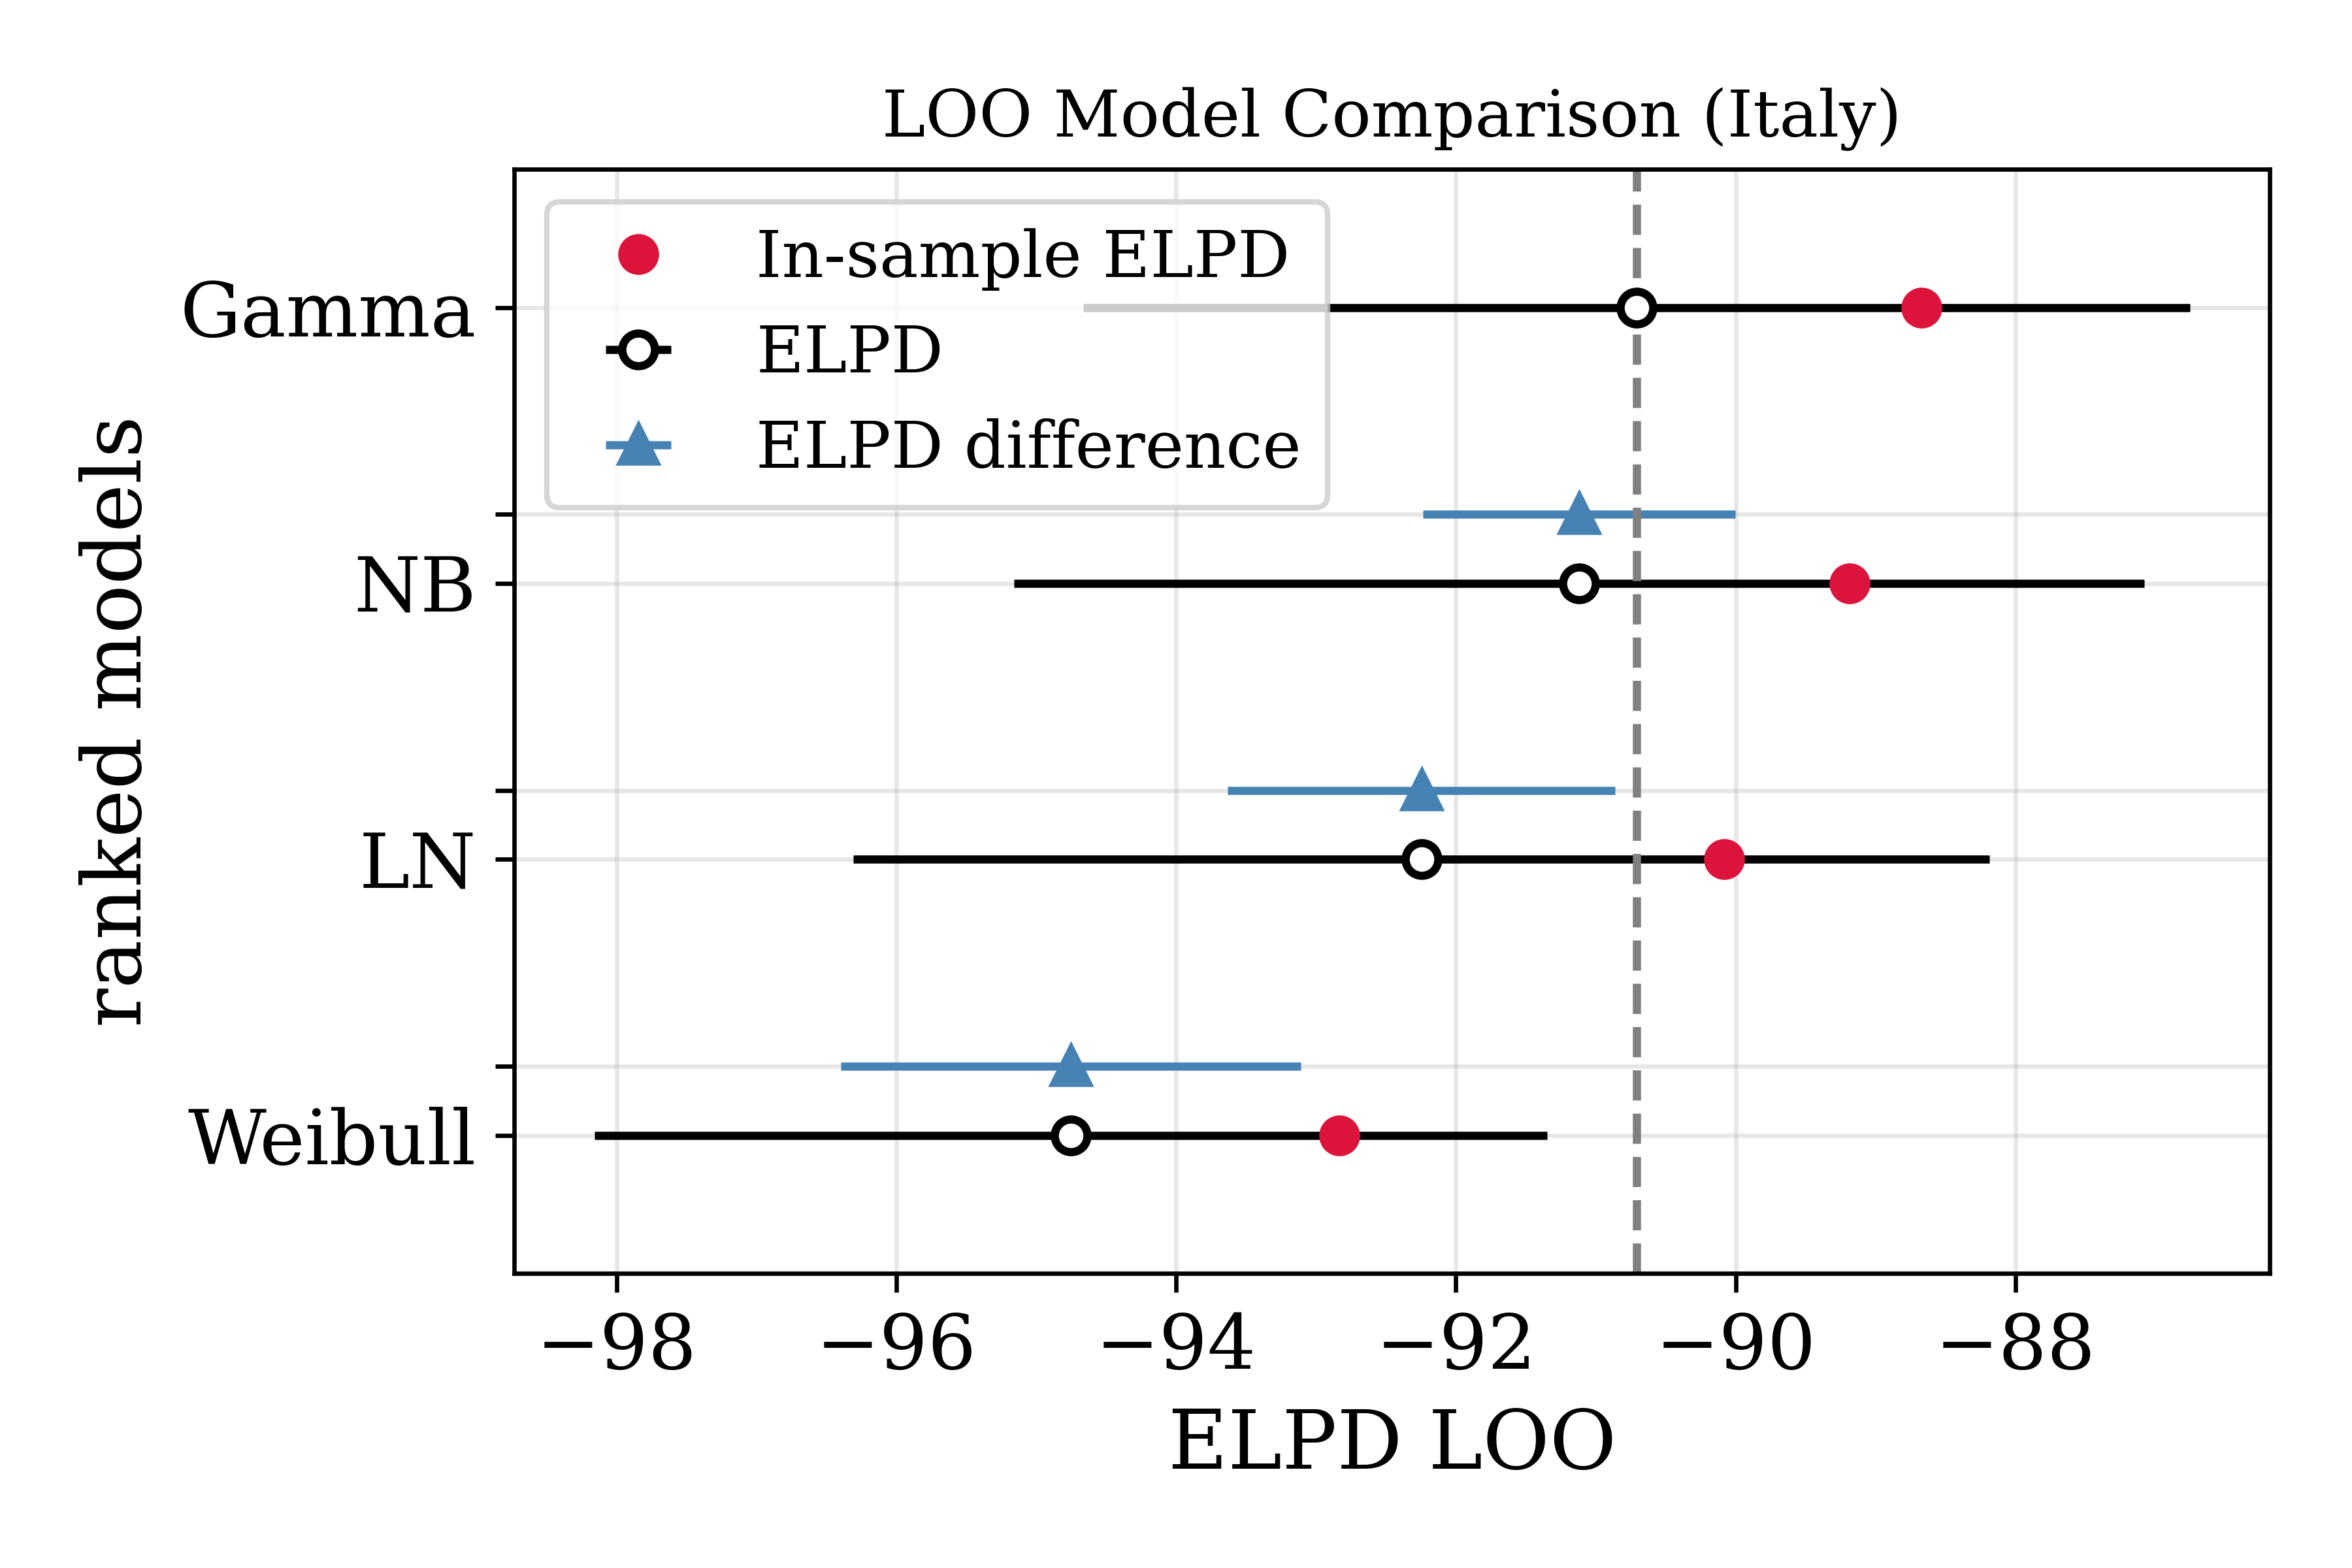 LOO Model Comparison (Italy)
In-sample ELPD
ELPD
ELPD difference
Gamma
NB
LN
Weibull
ranked models
−98
−96
−94
−92
−90
−88
ELPD LOO